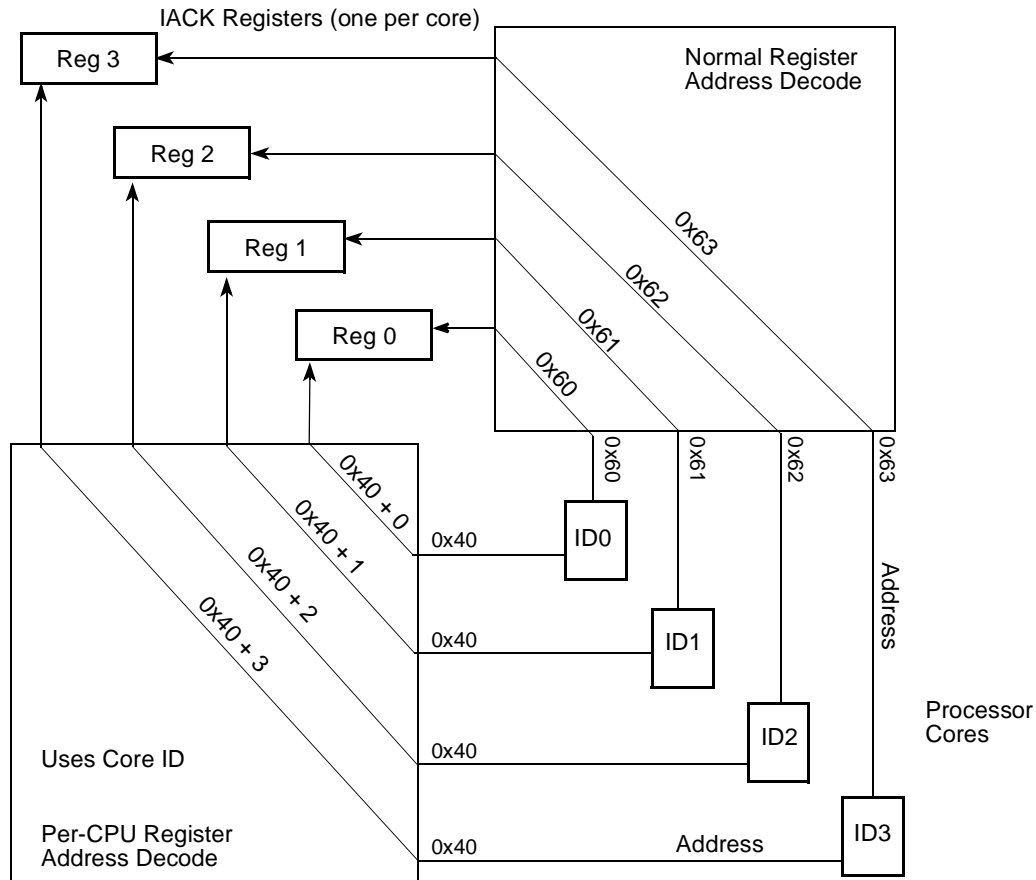 IACK Registers (one per core)
Reg 3
Normal Register
Address Decode
Reg 2
Reg 1
Reg 0
0x63
0x62
0x61
0x60
0x60
0x61
0x62
0x63
0x40 + 0
0x40 + 1
0x40 + 2
0x40 + 3
0x40
ID0
Address
0x40
ID1
0x40
ID2
Processor
Cores
Uses Core ID
Per-CPU Register
Address Decode
0x40
Address
ID3